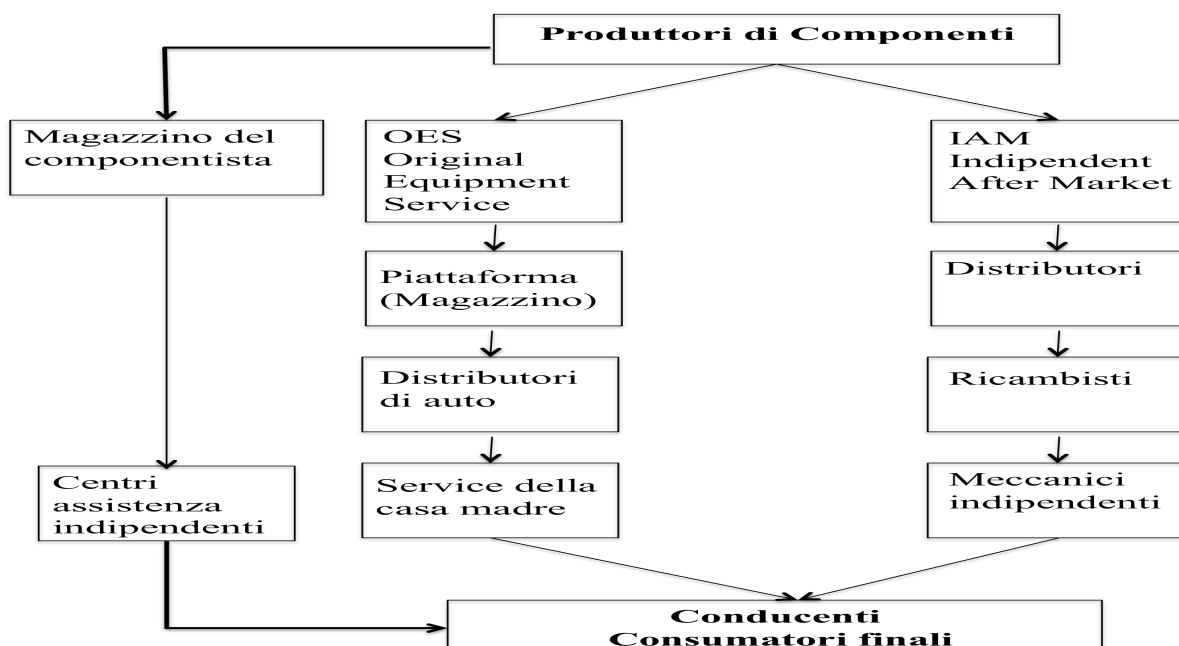 Produttori di Componenti
Magazzino del
componentista
OES
Original
Equipment
Service
IAM
Indipendent
After Market
Piattaforma
(Magazzino)
Distributori
Distributori
di auto
Ricambisti
Centri
assistenza
indipendenti
Service della
casa madre
Meccanici
indipendenti
Conducenti
Consumatori finali